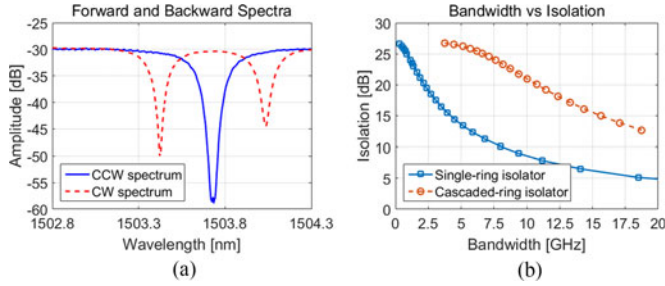 Forward and Backward Spectra
-25
-30
-35
-40
-45
-50
-55
-60
Amplitude [dB]
CCW spectrum
CW spectrum
1502.8
1503.3
1503.8
1504.3
Wavelength [nm]
(a)
Bandwidth vs Isolation
30
25
20
15
10
5
0
Isolation [dB]
Single-ring isolator
Cascaded-ring isolator
0
2.5
5
7.5
10
12.5
15
17.5
20
Bandwidth [GHz]
(b)